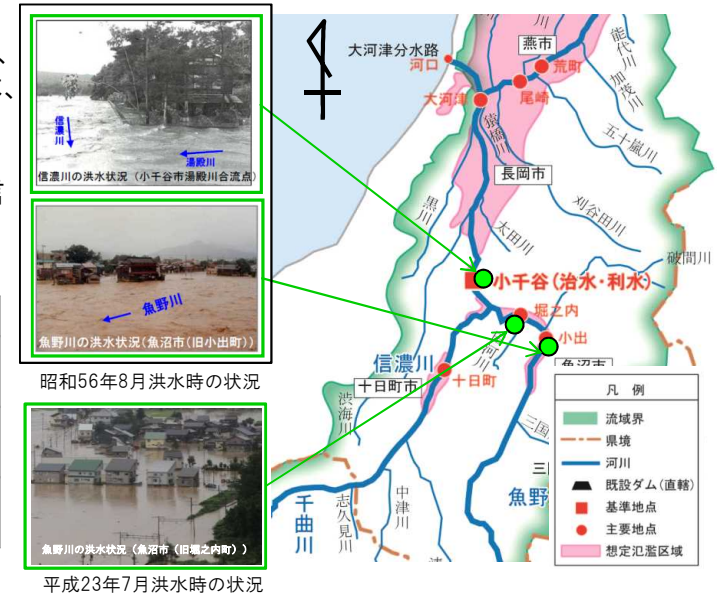 、
、
信濃川
湯殿川
信濃川の洪水状況（小千谷市湯殿川合流点）
魚野川
魚野川の洪水状況（魚沼市（旧小出町））
昭和56年8月洪水時の状況
魚野川の洪水状況（魚沼市（旧堀之内町））
平成23年7月洪水時の状況
大河津分水路
河口
燕市
荒町
尾崎
大河津
能代川
加茂川
五十嵐川
猿橋川
長岡市
黒川
太田川
刈谷田川
破間川
小千谷（治水・利水）
堀之内
小出
魚沼市
信濃川
十日町
十日町市
渋海川
千曲川
志久見川
中津川
魚野
凡例
流域界
県境
河川
既設ダム（直轄）
基準地点
主要地点
想定氾濫区域